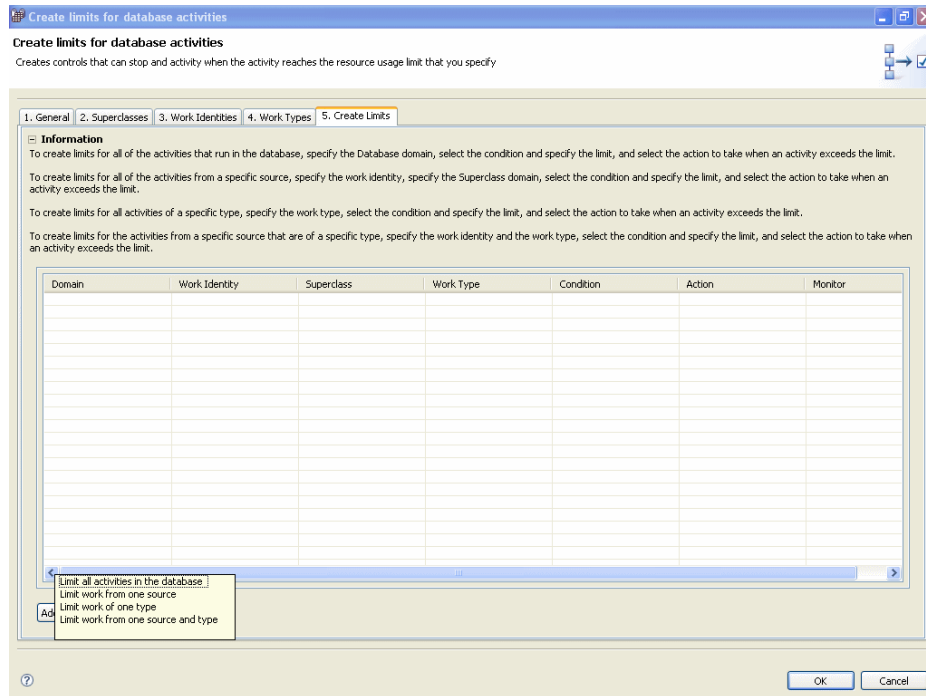 Create limits for database activities
Create limits for database activities
Creates controls that can stop and activity when the activity reaches the resource usage limit that you specify
1. General 2. Superclasses 3. Work Identities 4. Work Types 5. Create Limits
Information
To create limits for all of the activities that run in the database, specify the Database domain, select the condition and specify the limit, and select the action to take when an activity exceeds the limit.
To create limits for all of the activities from a specific source, specify the work identity, specify the Superclass domain, select the condition and specify the limit, and select the action to take when an
activity exceeds the limit.
To create limits for all activities of a specific type, specify the work type, select the condition and specify the limit, and select the action to take when an activity exceeds the limit.
To create limits for the activities from a specific source that are of a specific type, specify the work identity and the work type, select the condition and specify the limit, and select the action to take when
an activity exceeds the limit.
Domain Work Identity Superclass Work Type Condition Action Monitor
Limit all activities in the database
Limit work from one source
Limit work of one type
Limit work from one source and type
OK Cancel